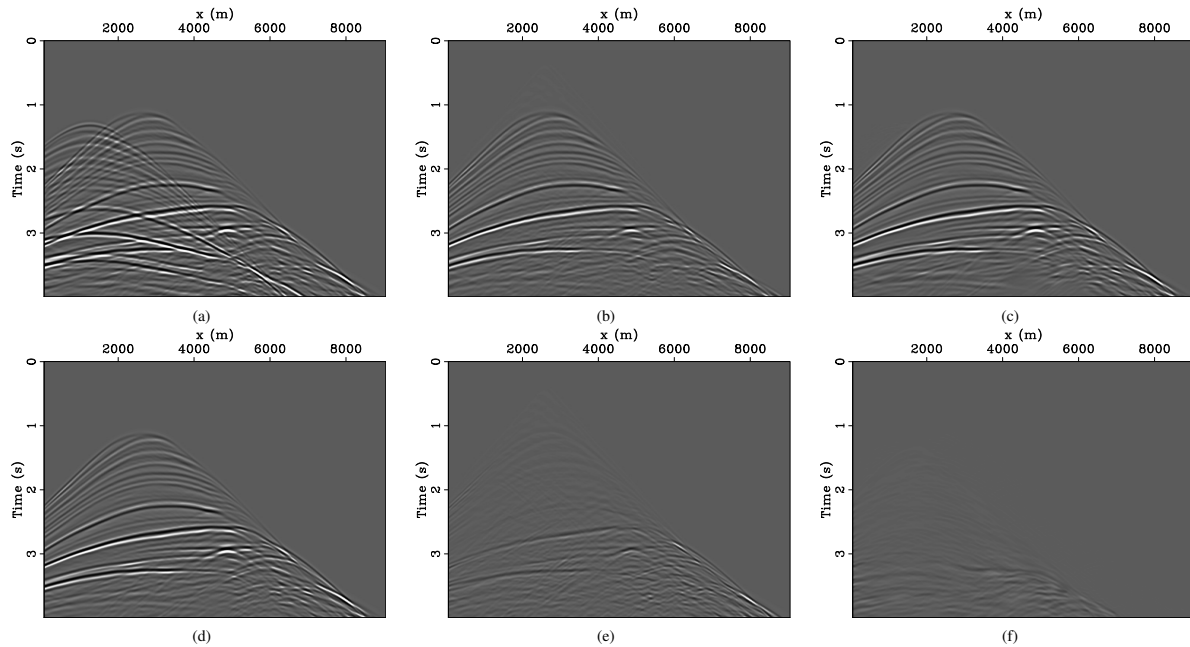 x (m) x (m) x (m)
2000 4000 6000 8000 2000 4000 6000 8000 2000 4000 6000 8000
0 0 0
1 1 1
Time (s) Time (s) Time (s)
2 2 2
3 3 3
(a) (b) (c)
x (m) x (m) x (m)
2000 4000 6000 8000 2000 4000 6000 8000 2000 4000 6000 8000
0 0 0
1 1 1
Time (s) Time (s) Time (s)
2 2 2
3 3 3
(d) (e) (f)